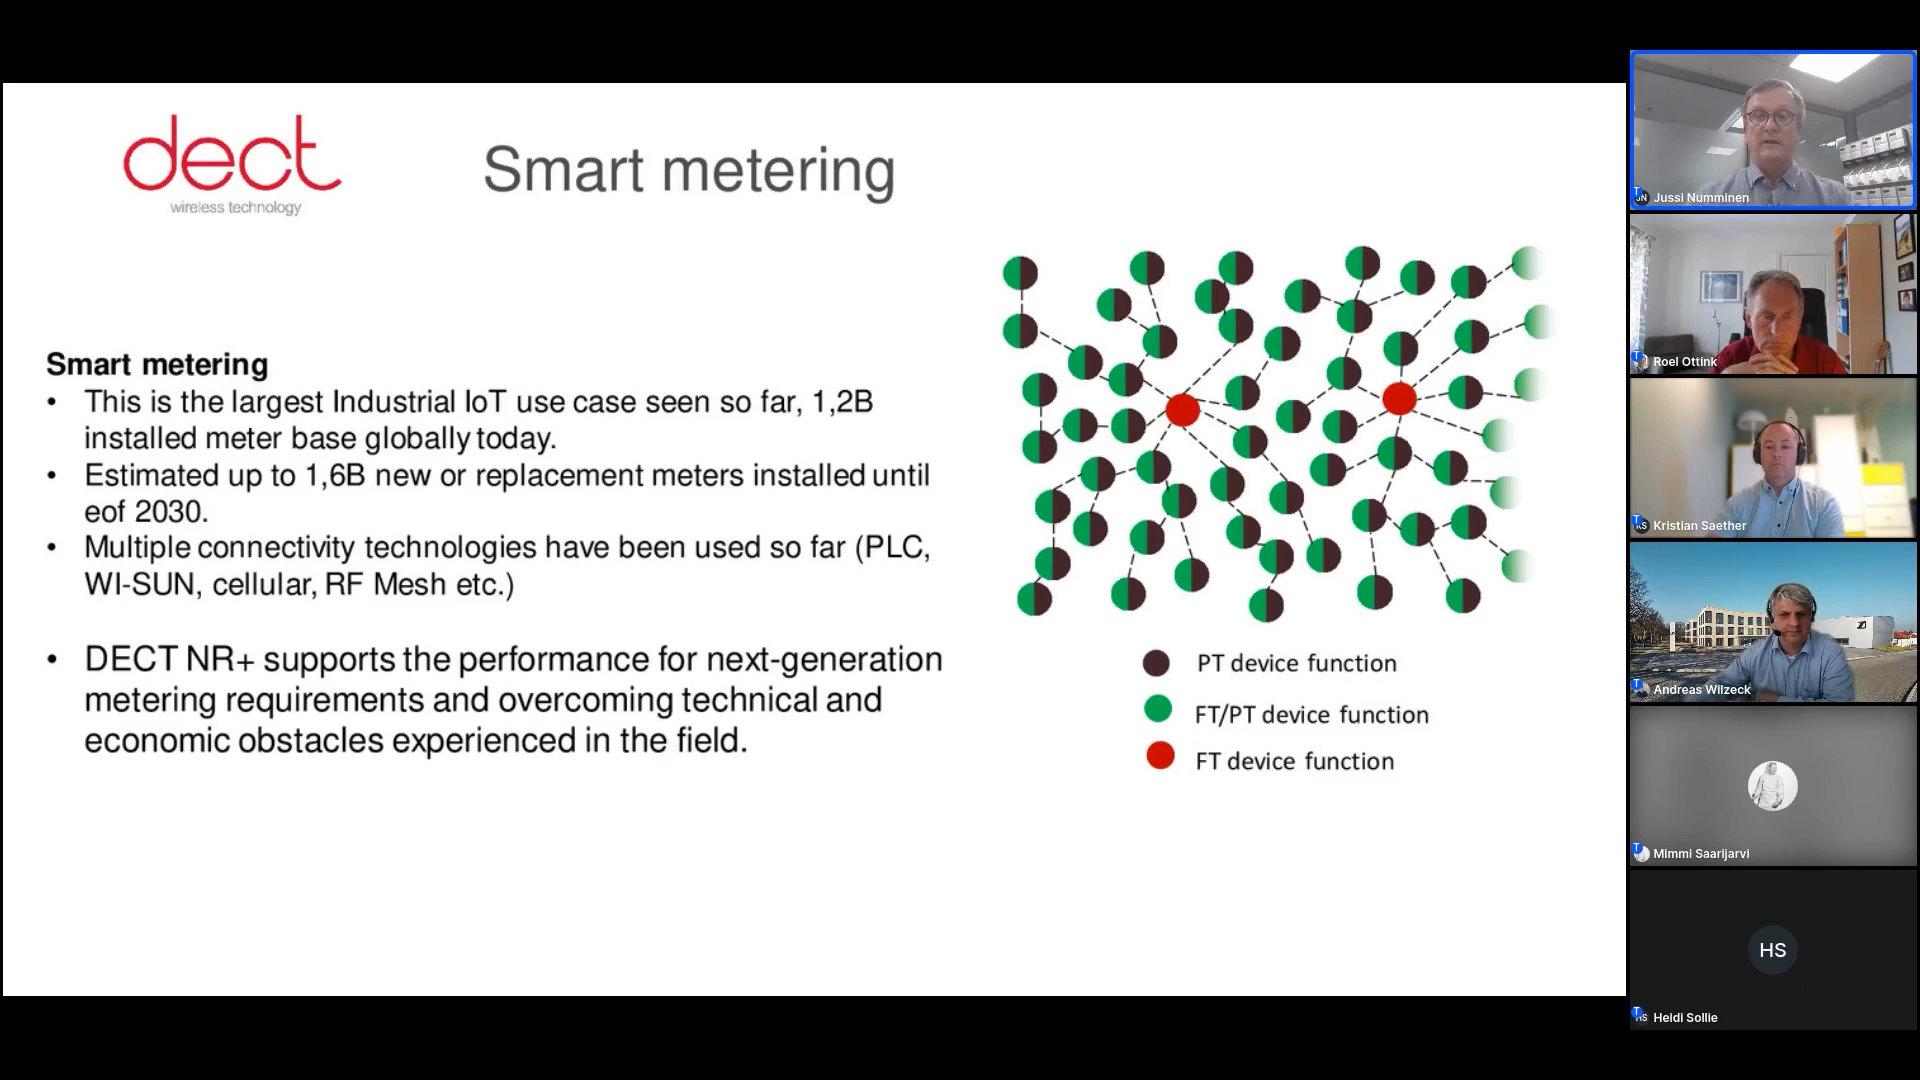 dect
wireless technology
Smart metering
Smart metering
• This is the largest Industrial IoT use case seen so far, 1,2B
installed meter base globally today.
• Estimated up to 1,6B new or replacement meters installed until
eof 2030.
• Multiple connectivity technologies have been used so far (PLC,
WI-SUN, cellular, RF Mesh etc.)
• DECT NR+ supports the performance for next-generation
metering requirements and overcoming technical and
economic obstacles experienced in the field.
PT device function
FT/PT device function
FT device function
T
JN
Jussi Numminen
T
Roel Ottink
T
KS
Kristian Saether
T
Andreas Wilzeck
T
Mimmi Saarijarvi
HS
T
HS
Heidi Sollie